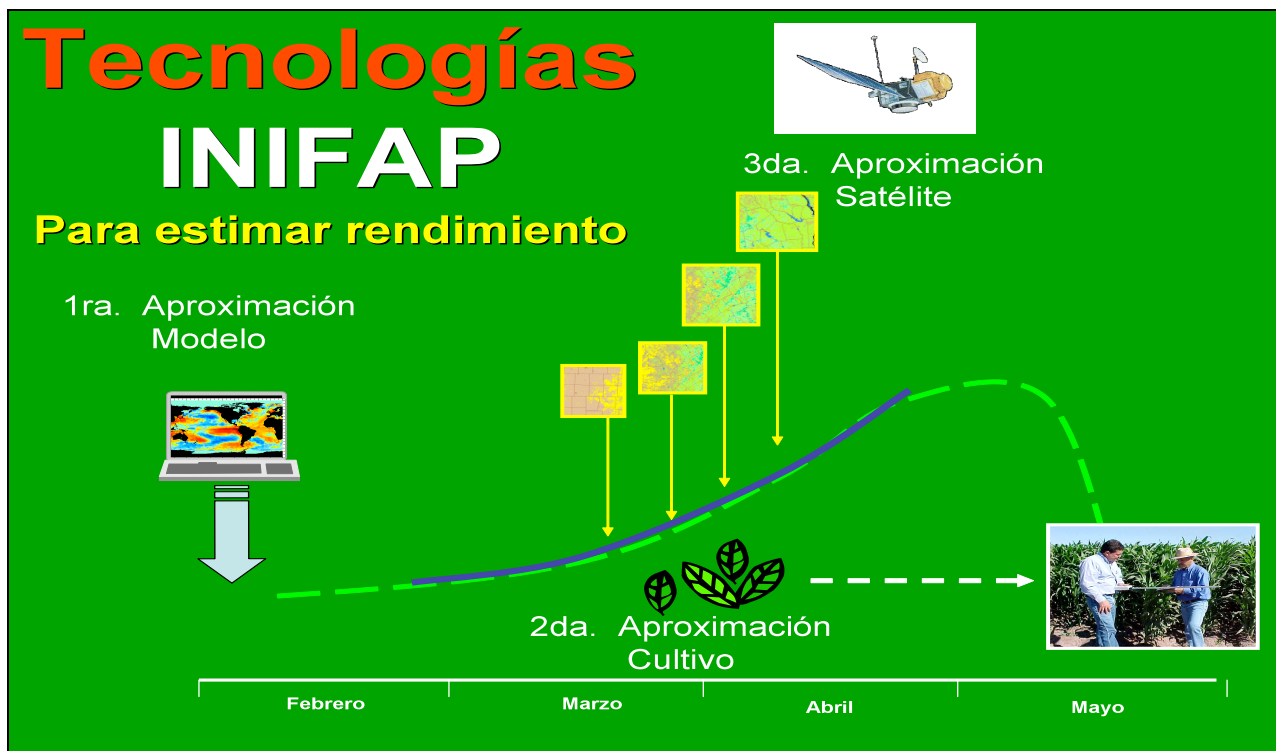 Tecnologías
INIFAP
Para estimar rendimiento
3da. Aproximación
Satélite
1ra. Aproximación
Modelo
2da. Aproximación
Cultivo
Febrero
Marzo
Abril
Mayo